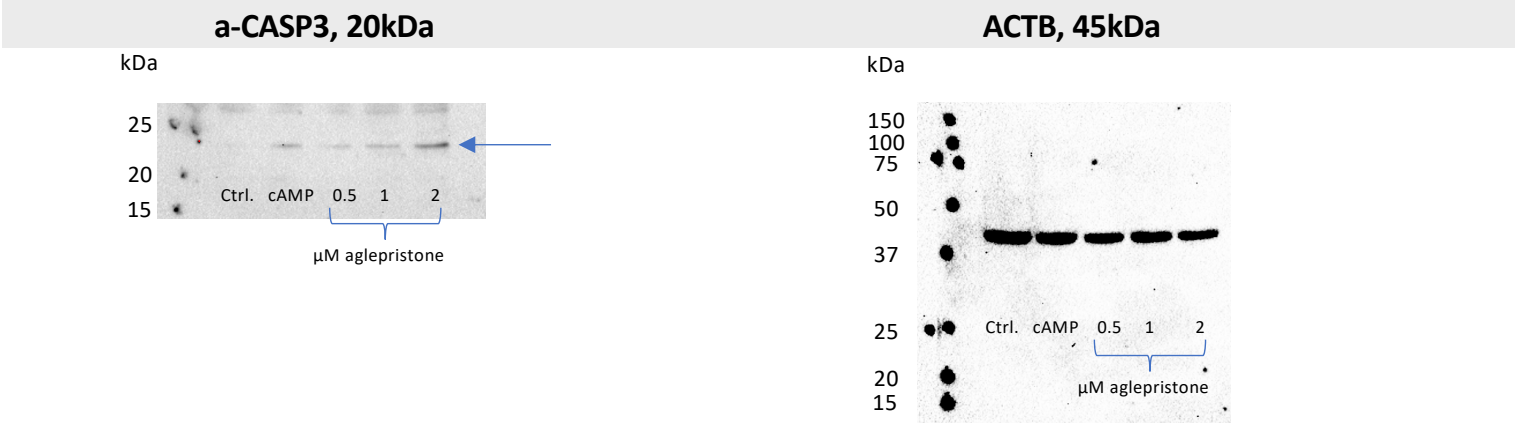 a-CASP3, 20kDa
kDa
25
20
15
Ctrl. cAMP 0.5 1 2
µM aglepristone
ACTB, 45kDa
kDa
150
100
75
50
37
25
20
15
Ctrl. cAMP 0.5 1 2
µM aglepristone